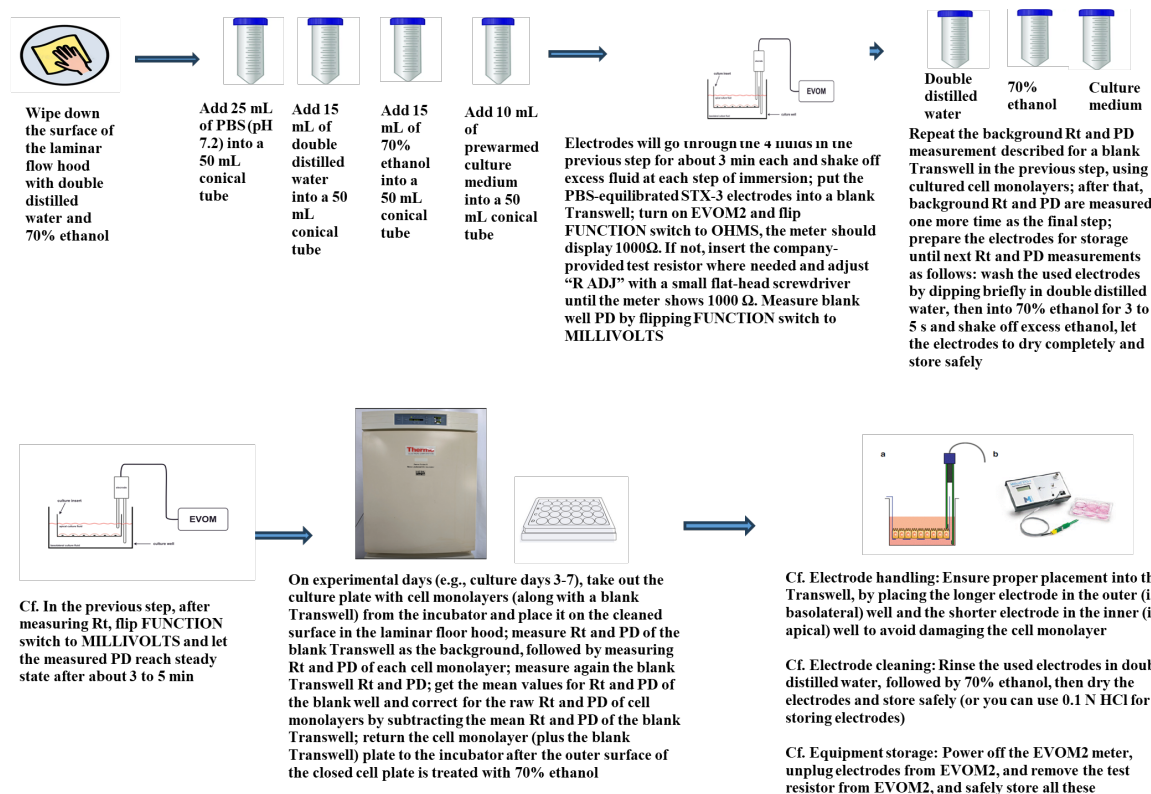 Wipe down
the surface of
the laminar
flow hood
with double
distilled
water and
70% ethanol
Add 25 mL
of PBS (pH
7.2) into a
50 mL
conical
tube
Add 15
mL of
double
distilled
water
into a 50
mL
conical
tube
Add 15
mL of
70%
ethanol
into a
50 mL
conical
tube
Add 10 mL
of
prewarmed
culture
medium
into a 50
mL conical
tube
culture insert
electrode
EVOM
culture well
Electrodes will go through the 4 fluids in the
previous step for about 3 min each and shake off
excess fluid at each step of immersion; put the
PBS-equilibrated STX-3 electrodes into a blank
Transwell; turn on EVOM2 and flip
FUNCTION switch to OHMS, the meter should
display 1000Ω. If not, insert the company-
provided test resistor where needed and adjust
“R ADJ” with a small flat-head screwdriver
until the meter shows 1000 Ω. Measure blank
well PD by flipping FUNCTION switch to
MILLIVOLTS
Double
distilled
water
70%
ethanol
Culture
medium
Repeat the background Rt and PD
measurement described for a blank
Transwell in the previous step, using
cultured cell monolayers; after that,
background Rt and PD are measured
one more time as the final step;
prepare the electrodes for storage
until next Rt and PD measurements
as follows: wash the used electrodes
by dipping briefly in double distilled
water, then into 70% ethanol for 3 to
5 s and shake off excess ethanol, let
the electrodes to dry completely and
store safely
culture insert
electrode
apical culture fluid
EVOM
basolateral culture fluid
culture well
Cf. In the previous step, after
measuring Rt, flip FUNCTION
switch to MILLIVOLTS and let
the measured PD reach steady
state after about 3 to 5 min
Thermo
On experimental days (e.g., culture days 3-7), take out the
culture plate with cell monolayers (along with a blank
Transwell) from the incubator and place it on the cleaned
surface in the laminar floor hood; measure Rt and PD of the
blank Transwell as the background, followed by measuring
Rt and PD of each cell monolayer; measure again the blank
Transwell Rt and PD; get the mean values for Rt and PD of
the blank well and correct for the raw Rt and PD of cell
monolayers by subtracting the mean Rt and PD of the blank
Transwell; return the cell monolayer (plus the blank
Transwell) plate to the incubator after the outer surface of
the closed cell plate is treated with 70% ethanol
a
b
Cf. Electrode handling: Ensure proper placement into th
Transwell, by placing the longer electrode in the outer (i
basolateral) well and the shorter electrode in the inner (i
apical) well to avoid damaging the cell monolayer
Cf. Electrode cleaning: Rinse the used electrodes in doub
distilled water, followed by 70% ethanol, then dry the
electrodes and store safely (or you can use 0.1 N HCl for
storing electrodes)
Cf. Equipment storage: Power off the EVOM2 meter,
unplug electrodes from EVOM2, and remove the test
resistor from EVOM2, and safely store all these